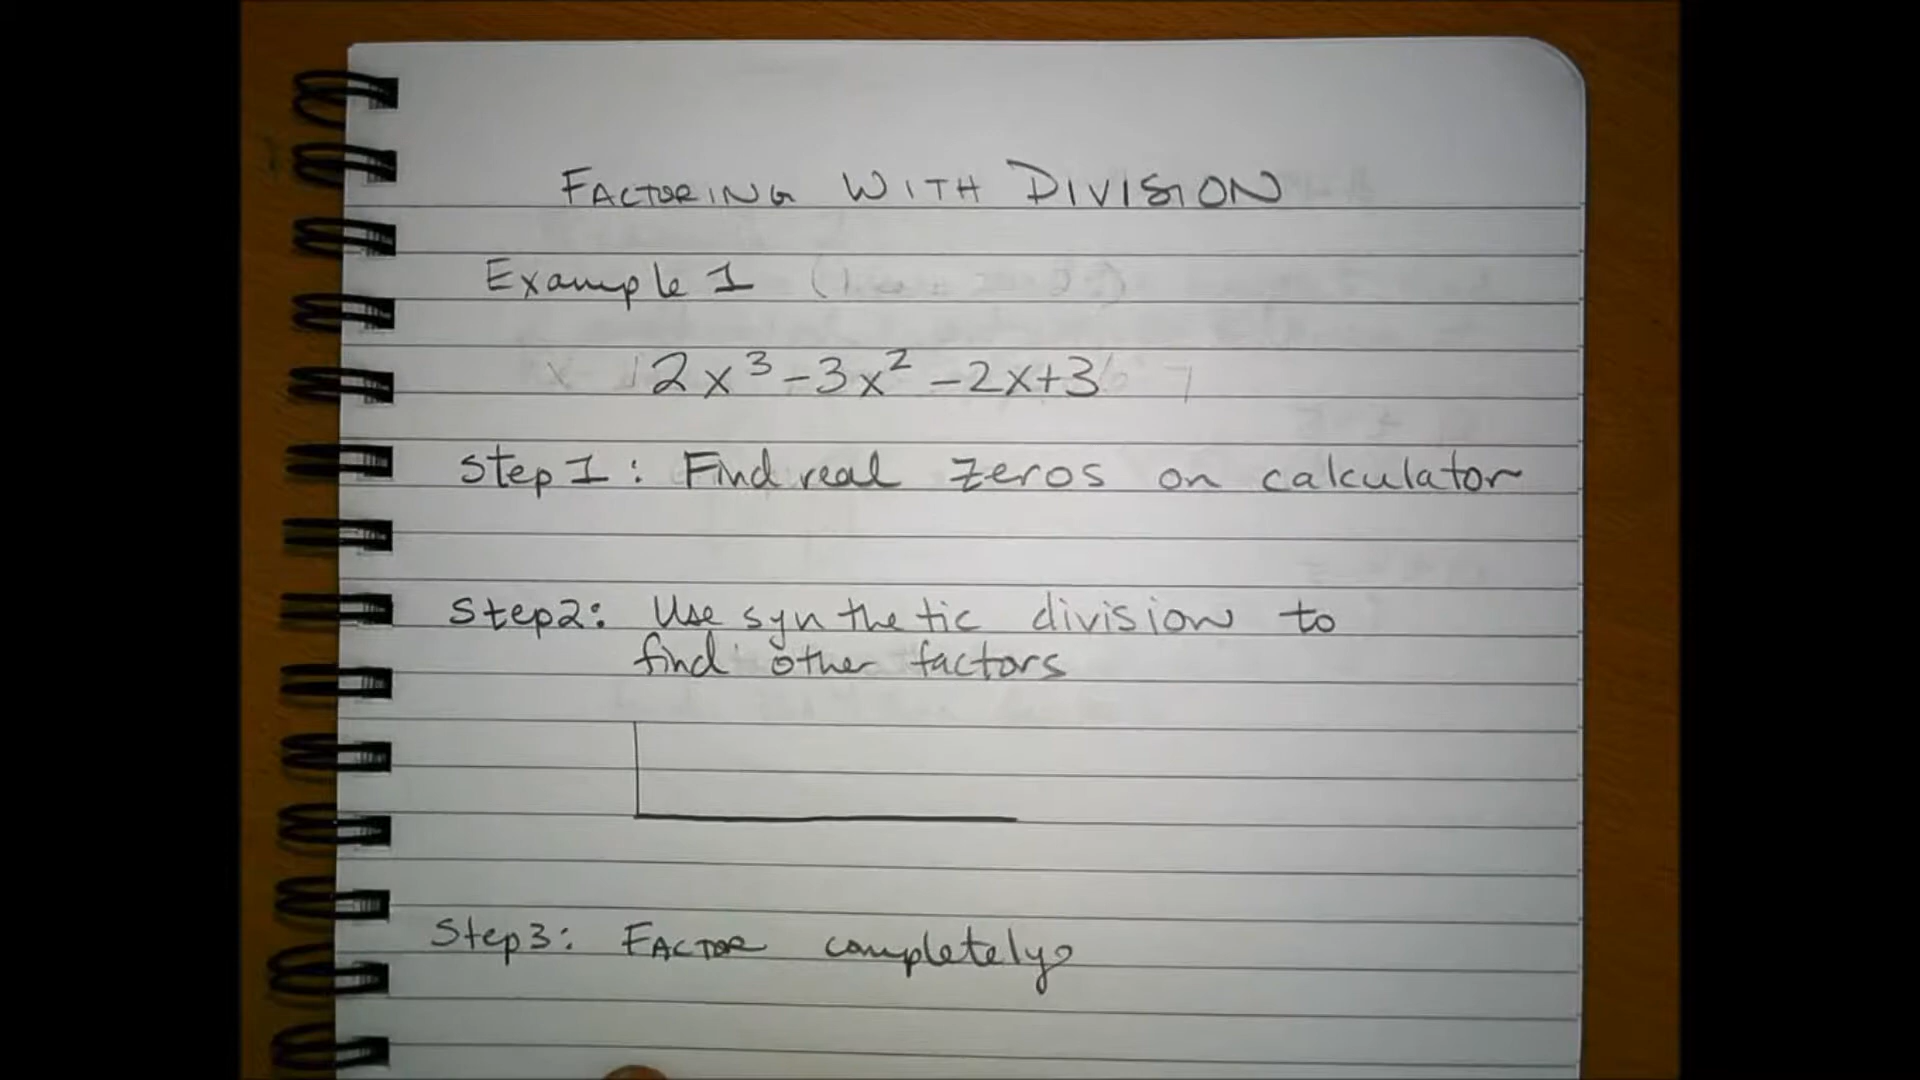 FACTORING WITH DIVISION
Example 1
2x³-3x²-2x+3
Step 1: Find real zeros on calculator
Step2: Use synthetic division to
find other factors
Step3: FACTOR completely